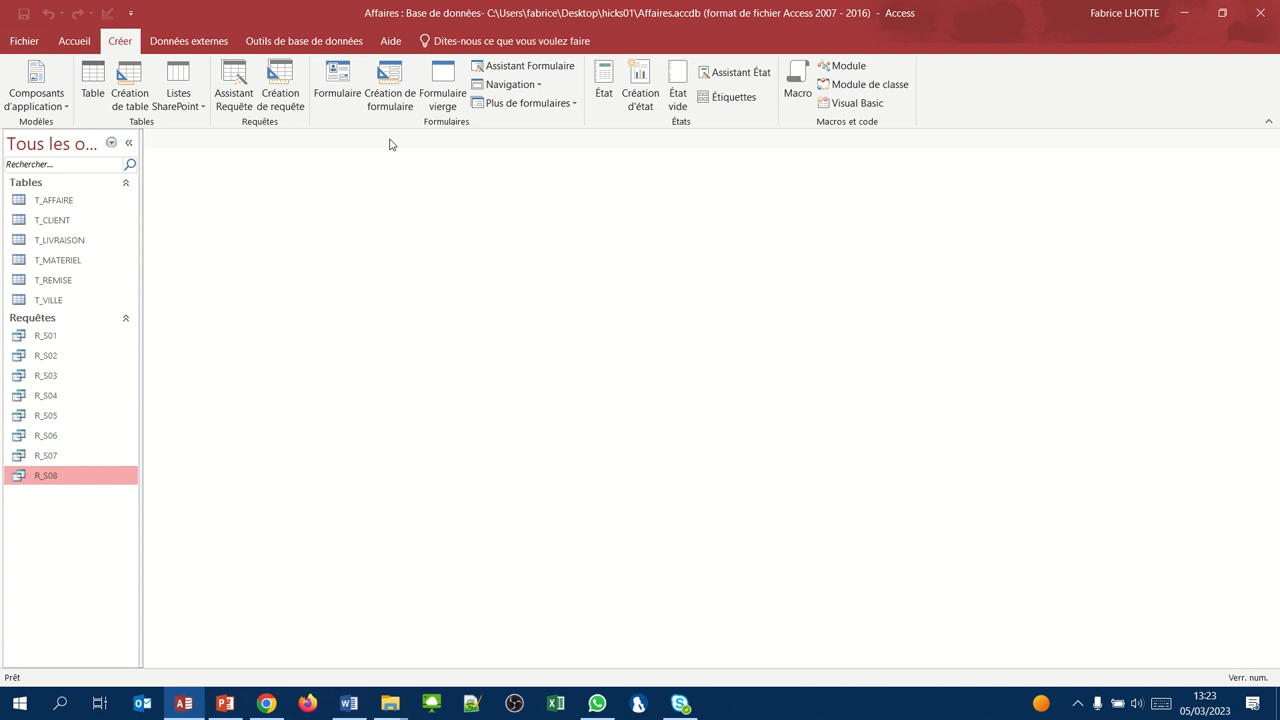 Affaires : Base de données- C:\Users\fabrice\Desktop\hicks01\Affaires.accdb (format de fichier Access 2007 - 2016) - Access
Fabrice LHOTTE
Fichier Accueil Créer Données externes Outils de base de données Aide Dites-nous ce que vous voulez faire
Composants d'application
Modèles
Table
Création de table
Listes SharePoint
Tables
Assistant Requête
Création de requête
Requêtes
Formulaire
Création de formulaire
Formulaire vierge
Assistant Formulaire
Navigation
Plus de formulaires
Formulaires
État
Création d'état
État vide
Assistant État
Étiquettes
États
Macro
Module
Module de classe
Visual Basic
Macros et code
Tous les o...
Rechercher...
Tables
T_AFFAIRE
T_CLIENT
T_LIVRAISON
T_MATERIEL
T_REMISE
T_VILLE
Requêtes
R_S01
R_S02
R_S03
R_S04
R_S05
R_S06
R_S07
R_S08
Prêt
Verr. num.
13:23
05/03/2023